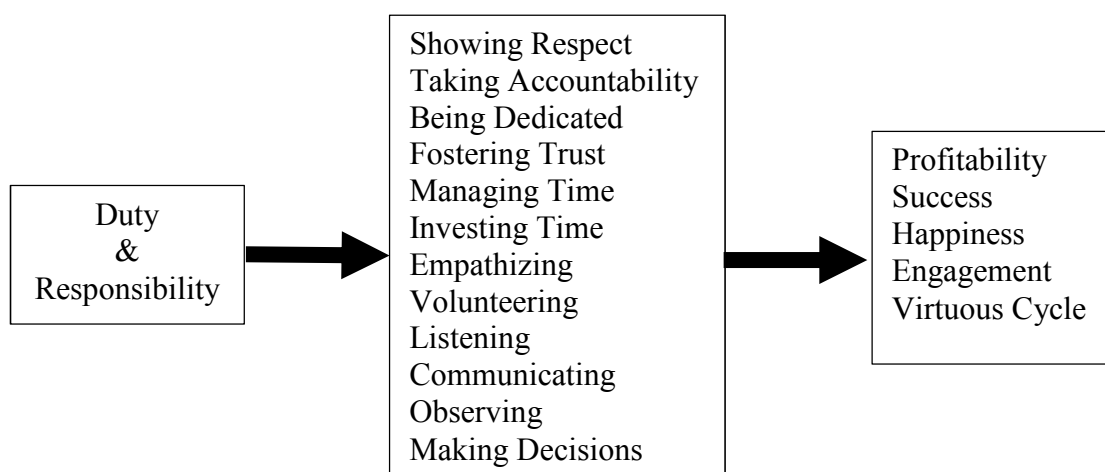 Duty
&
Responsibility
Showing Respect
Taking Accountability
Being Dedicated
Fostering Trust
Managing Time
Investing Time
Empathizing
Volunteering
Listening
Communicating
Observing
Making Decisions
Profitability
Success
Happiness
Engagement
Virtuous Cycle